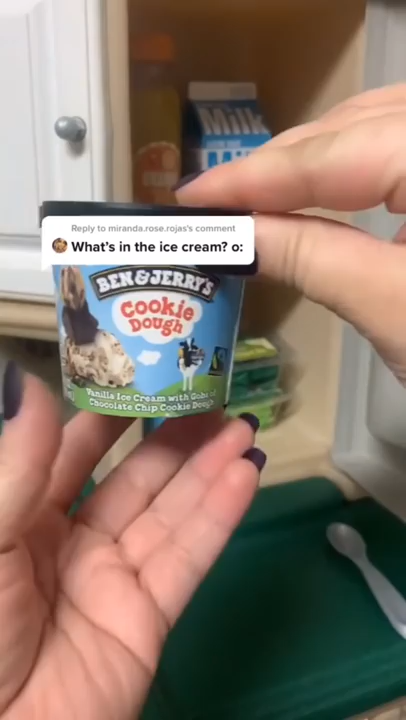 Milk
Reply to miranda.rose.rojas's comment
What's in the ice cream? o:
BEN & JERRY'S
Cookie
Dough
Vanilla Ice Cream with Gobs of
Chocolate Chip Cookie Dough